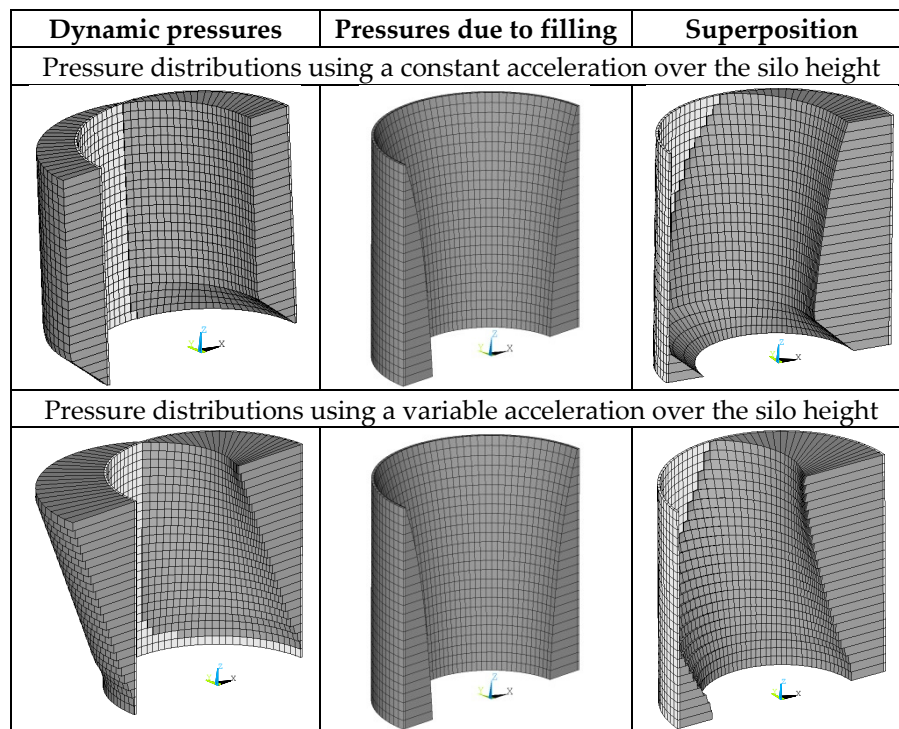 Dynamic pressures Pressures due to filling Superposition
Pressure distributions using a constant acceleration over the silo height
Z Y X Z Y X Z Y X
Pressure distributions using a variable acceleration over the silo height
Z Y X Z Y X Z Y X